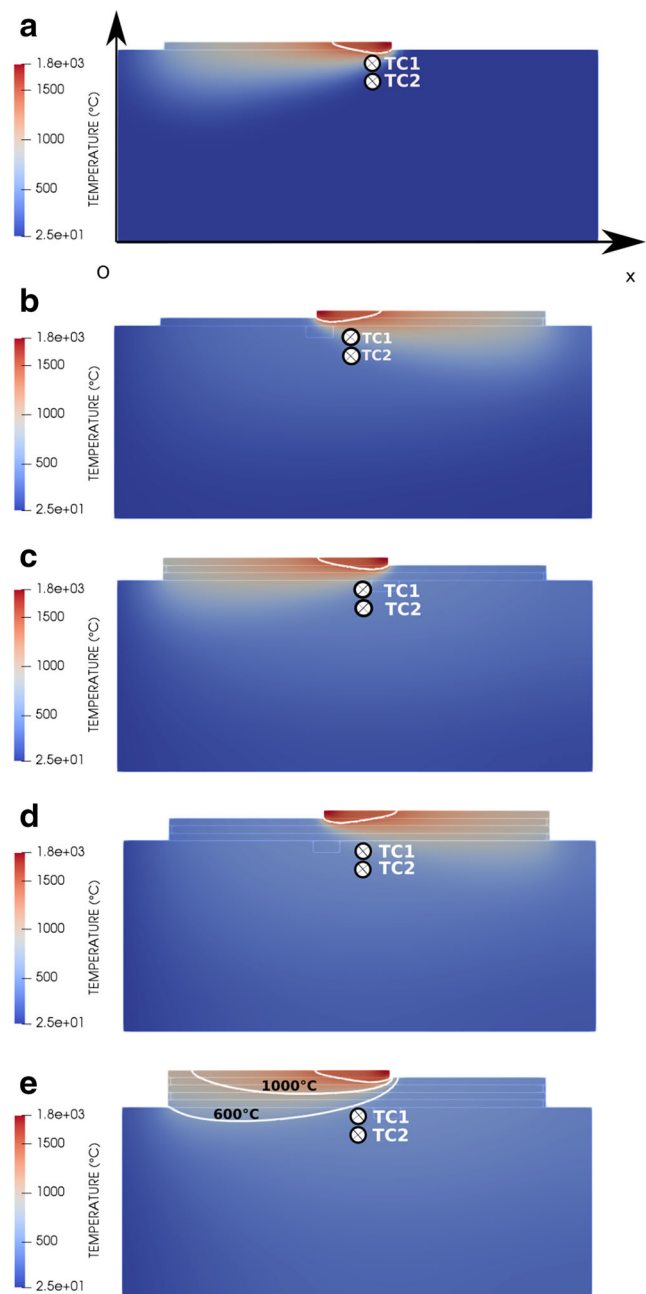 a
1.8e+03
1500
1000
500
2.5e+01
TEMPERATURE (°C)
TC1
TC2
O
x
b
1.8e+03
1500
1000
500
2.5e+01
TEMPERATURE (°C)
TC1
TC2
c
1.8e+03
1500
1000
500
2.5e+01
TEMPERATURE (°C)
TC1
TC2
d
1.8e+03
1500
1000
500
2.5e+01
TEMPERATURE (°C)
TC1
TC2
e
1.8e+03
1500
1000
500
2.5e+01
TEMPERATURE (°C)
1000°C
600°C
TC1
TC2